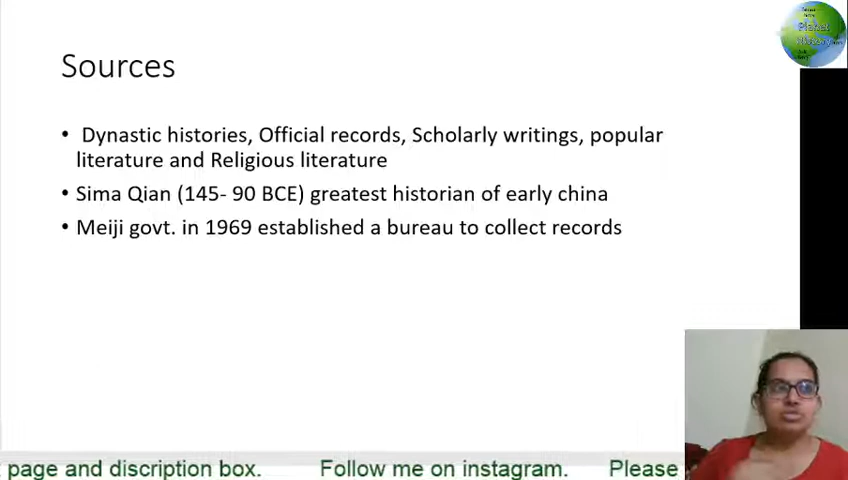 Sources
• Dynastic histories, Official records, Scholarly writings, popular
literature and Religious literature
• Sima Qian (145- 90 BCE) greatest historian of early china
• Meiji govt. in 1969 established a bureau to collect records
page and discription box. Follow me on instagram. Please